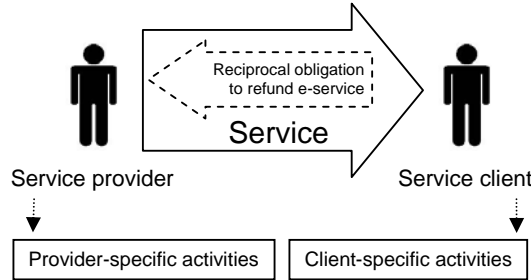 Reciprocal obligation
to refund e-service
Service
Service provider
Service client
Provider-specific activities
Client-specific activities